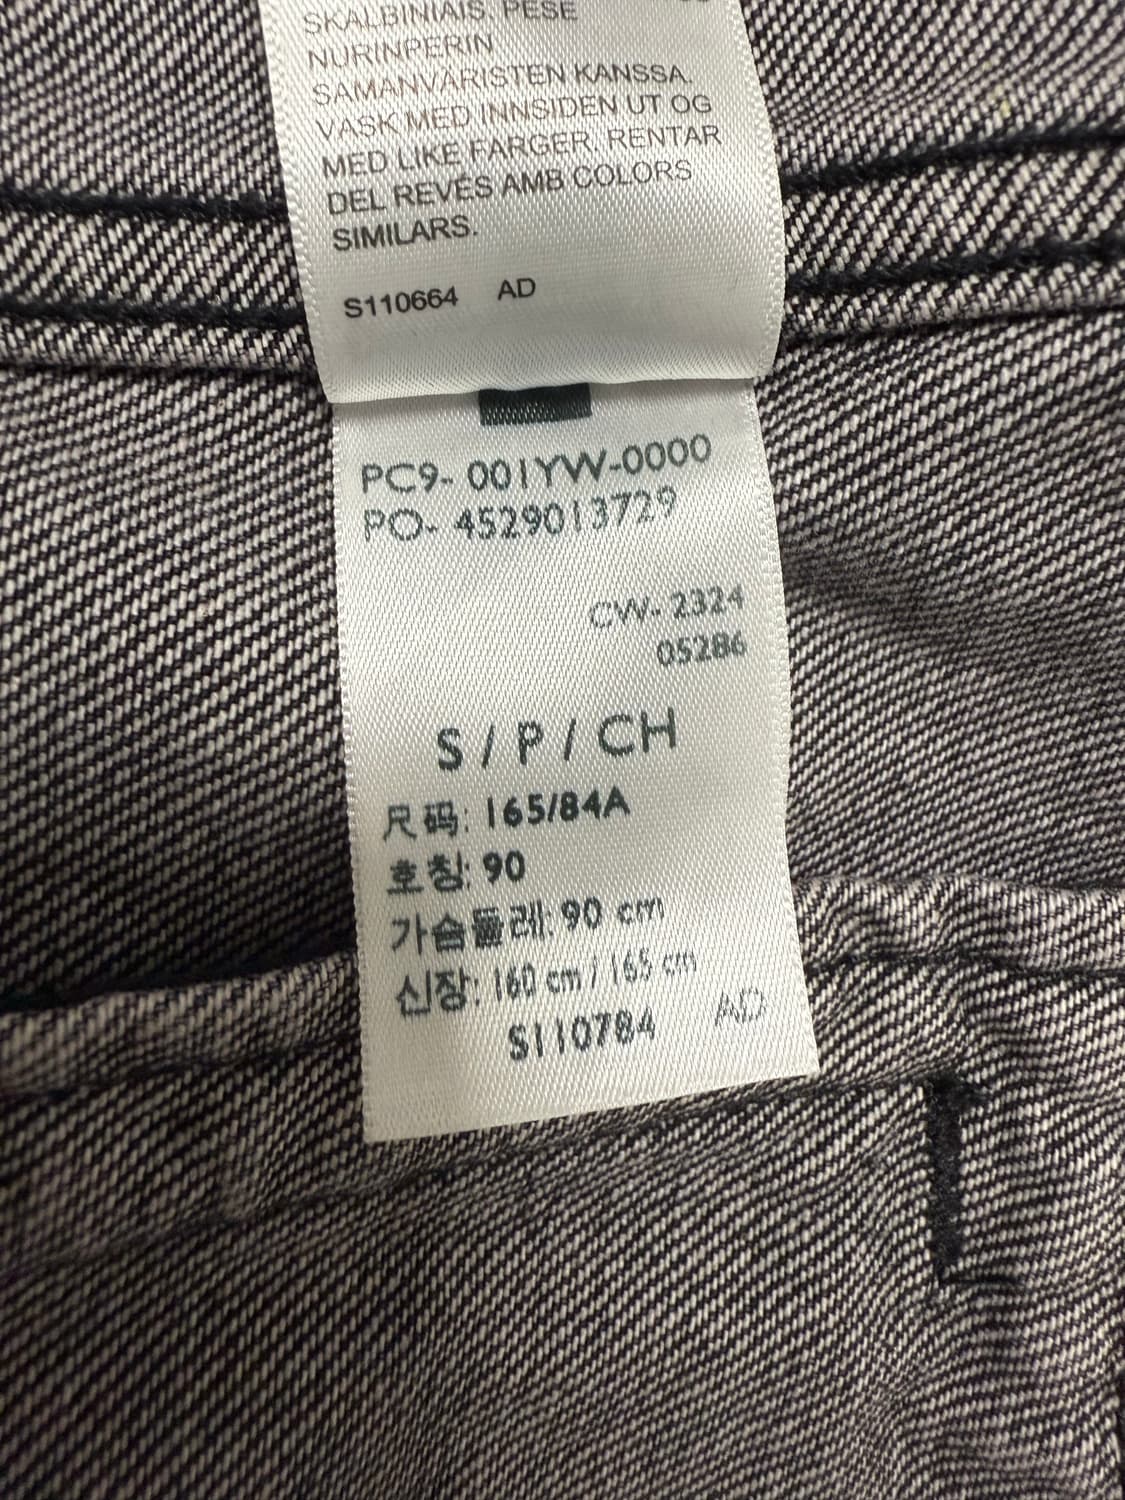 SKALBINIAIS. PESE
NURINPERIN
SAMANVÄRISTEN KANSSA.
VASK MED INNSIDEN UT OG
MED LIKE FARGER. RENTAR
DEL REVÉS AMB COLORS
SIMILARS.
S110664 AD
PC9- 001YW-0000
PO- 4529013729
CW- 2324
05286
S / P / CH
尺码: 165/84A
호칭: 90
가슴둘레: 90 cm
신장: 160 cm / 165 cm
S110784 AD